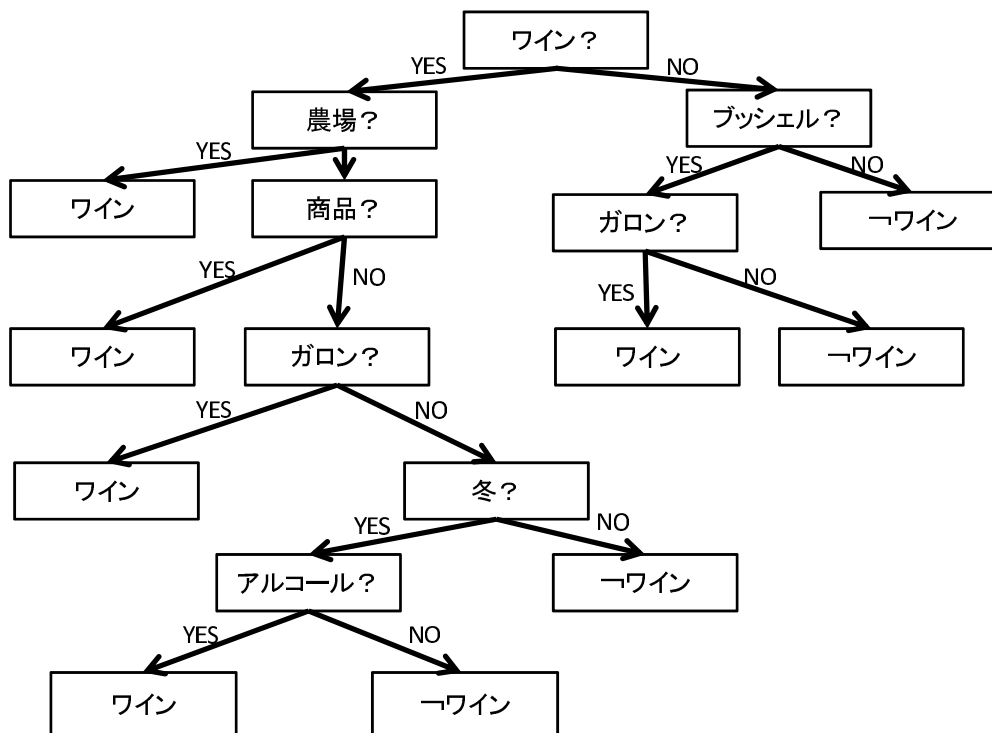 ワイン？
YES
NO
農場？
ブッシェル？
YES
YES
NO
ワイン
商品？
ガロン？
¬ワイン
YES
NO
YES
NO
ワイン
ガロン？
ワイン
¬ワイン
YES
NO
ワイン
冬？
YES
NO
アルコール？
¬ワイン
YES
NO
ワイン
¬ワイン